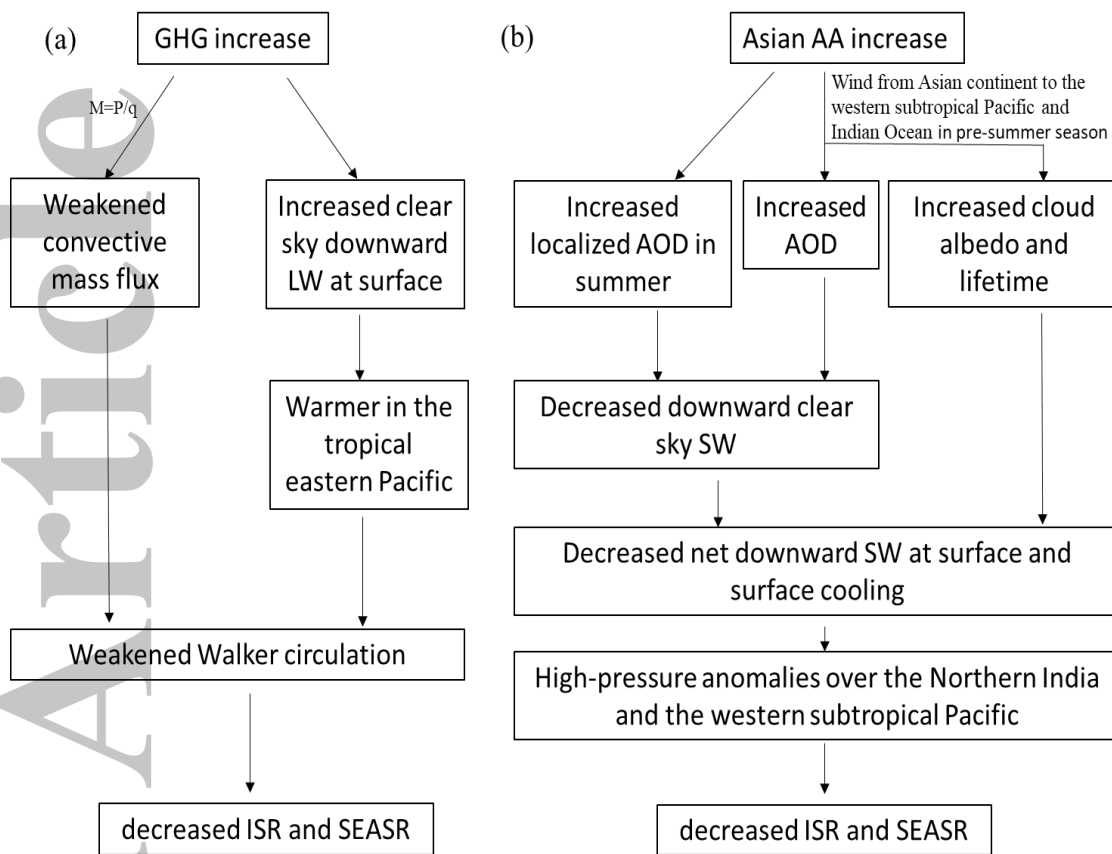 (a)
GHG increase
M=P/q
Weakened
convective
mass flux
Increased clear
sky downward
LW at surface
Warmer in the
tropical
eastern Pacific
Weakened Walker circulation
decreased ISR and SEASR
(b)
Asian AA increase
Wind from Asian continent to the
western subtropical Pacific and
Indian Ocean in pre-summer season
Increased
localized AOD in
summer
Increased
AOD
Increased cloud
albedo and
lifetime
Decreased downward clear
sky SW
Decreased net downward SW at surface and
surface cooling
High-pressure anomalies over the Northern India
and the western subtropical Pacific
decreased ISR and SEASR
Article